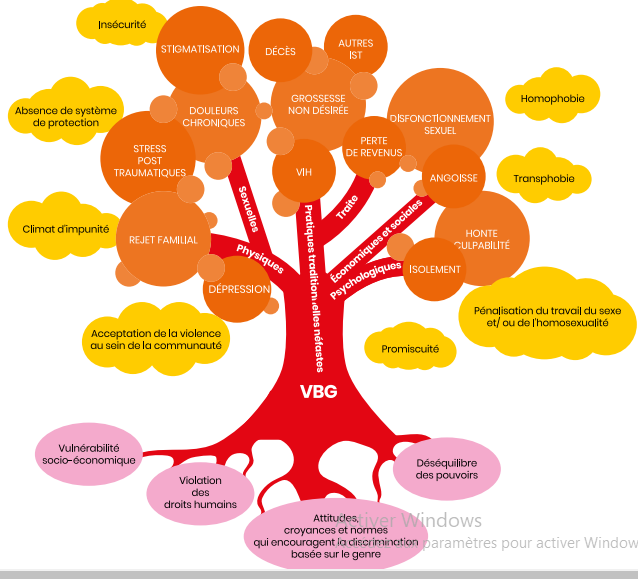 Insécurité
STIGMATISATION
DÉCÈS
AUTRES
IST
Absence de système
de protection
DOULEURS
CHRONIQUES
GROSSESSE
NON DÉSIRÉE
DISFONCTIONNEMENT
SEXUEL
Homophobie
STRESS
POST
TRAUMATIQUES
PERTE
DE REVENUS
VIH
ANGOISSE
Transphobie
Climat d'impunité
REJET FAMILIAL
HONTE
CULPABILITÉ
ISOLEMENT
DÉPRESSION
Sexuelles
Physiques
Pratiques traditionnelles néfastes
Traite
Économiques et sociales
Psychologiques
Acceptation de la violence
au sein de la communauté
Pénalisation du travail du sexe
et/ ou de l'homosexualité
Promiscuité
VBG
Vulnérabilité
socio-économique
Violation
des
droits humains
Déséquilibre
des pouvoirs
Attitudes,
croyances et normes
qui encouragent la discrimination
basée sur le genre
Activer Windows
paramètres pour activer Window